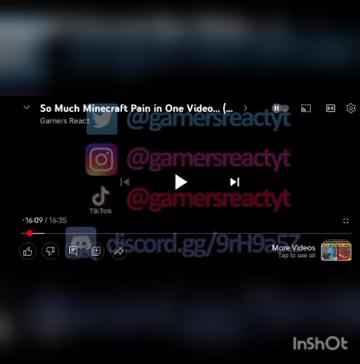 So Much Minecraft Pain in One Video... (...
Gamers React
@gamersreactyt
@gamersreactyt
@gamersreactyt
TikTok
-16:09 / 16:35
discord.gg/9rH9a57
More Videos
Tap to see all
InShOt